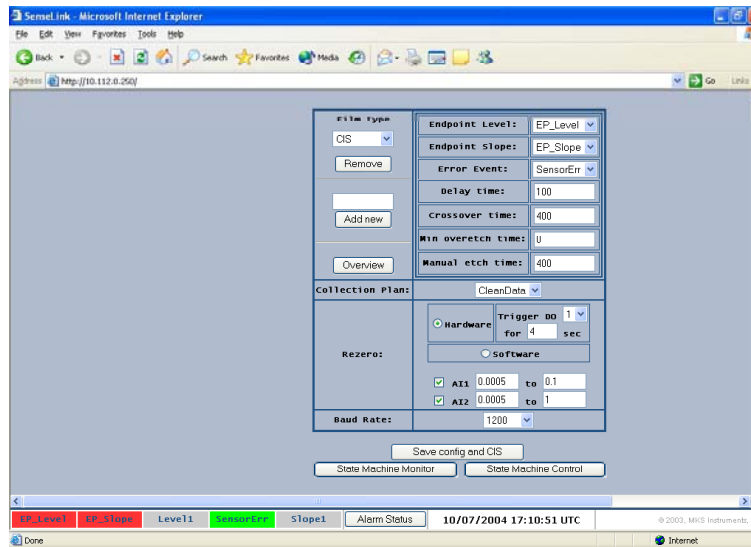 SenseLink - Microsoft Internet Explorer
File Edit View Favorites Tools Help
Back Search Favorites Media
Address http://10.112.0.250/ Go Links
Film Type
CIS
Remove
Add new
Overview
Endpoint Level: EP_Level
Endpoint Slope: EP_Slope
Error Event: SensorErr
Delay time: 100
Crossover time: 400
Min overetch time: 0
Manual etch time: 400
Collection Plan: CleanData
Rezero:
Hardware Trigger DO 1
for 4 sec
Software
AI1 0.0005 to 0.1
AI2 0.0005 to 1
Baud Rate: 1200
Save config and CIS
State Machine Monitor State Machine Control
EP_Level EP_Slope Level1 SensorErr Slope1 Alarm Status 10/07/2004 17:10:51 UTC © 2003, MKS Instruments,
Done Internet